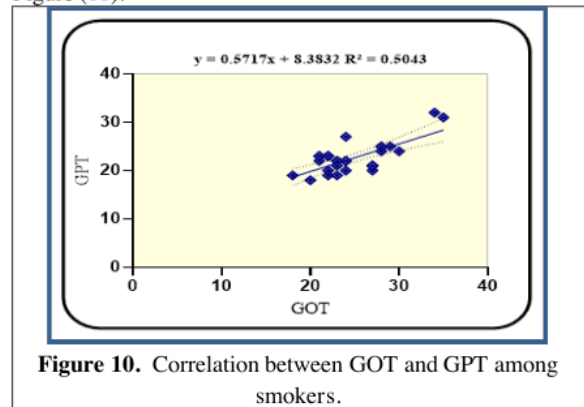 y = 0.5717x + 8.3832 R² = 0.5043
40
30
20
10
0
GPT
0 10 20 30 40
GOT
Figure 10. Correlation between GOT and GPT among
smokers.